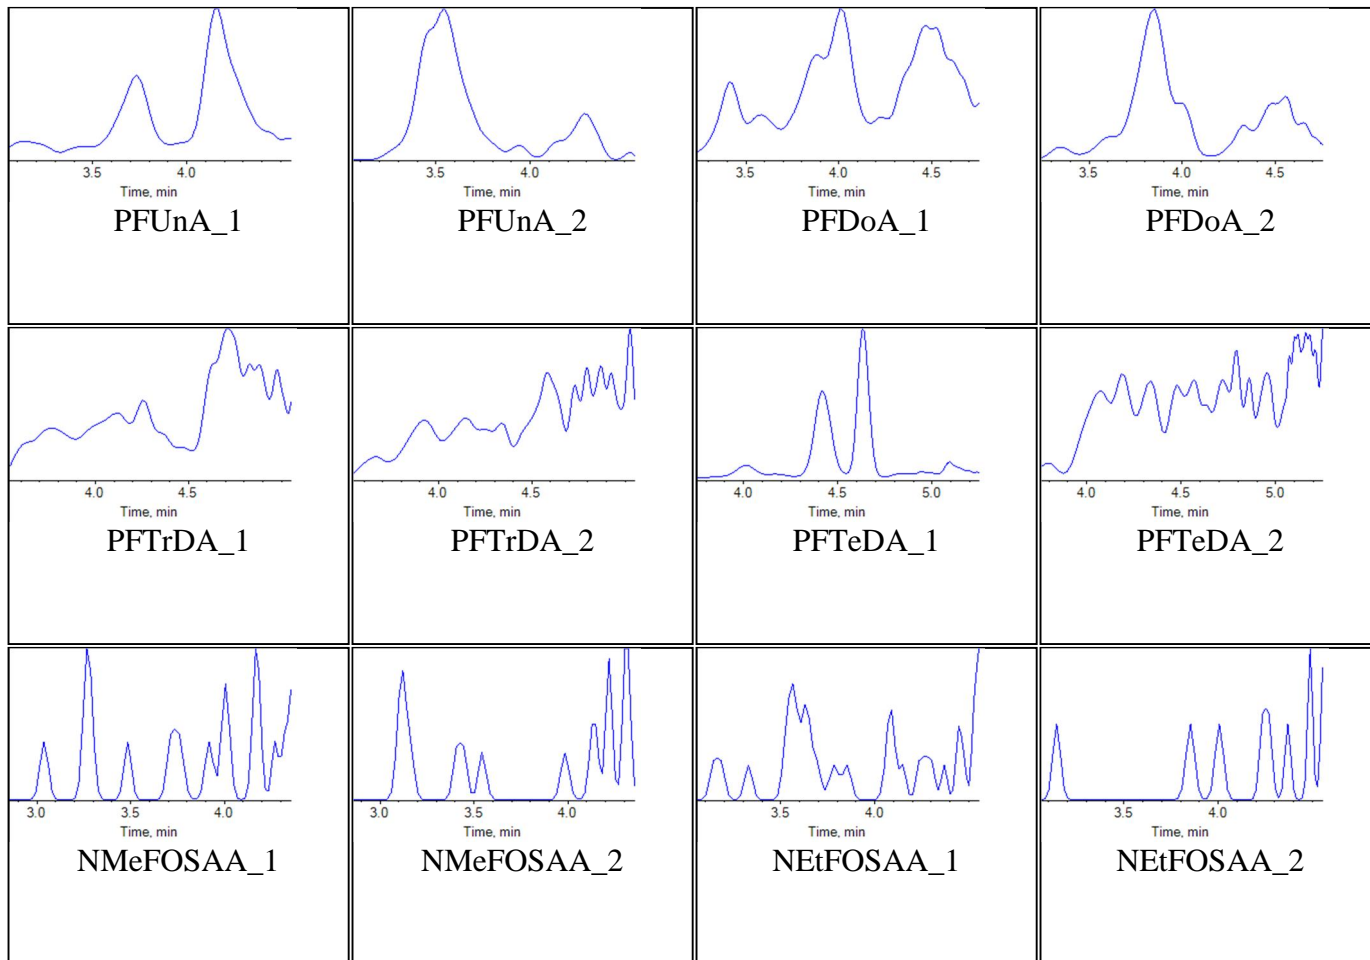 3.5 4.0
Time, min
PFUnA_1
3.5 4.0
Time, min
PFUnA_2
3.5 4.0 4.5
Time, min
PFDoA_1
3.5 4.0 4.5
Time, min
PFDoA_2
4.0 4.5
Time, min
PFTrDA_1
4.0 4.5
Time, min
PFTrDA_2
4.0 4.5 5.0
Time, min
PFTeDA_1
4.0 4.5 5.0
Time, min
PFTeDA_2
3.0 3.5 4.0
Time, min
NMeFOSAA_1
3.0 3.5 4.0
Time, min
NMeFOSAA_2
3.5 4.0
Time, min
NEtFOSAA_1
3.5 4.0
Time, min
NEtFOSAA_2